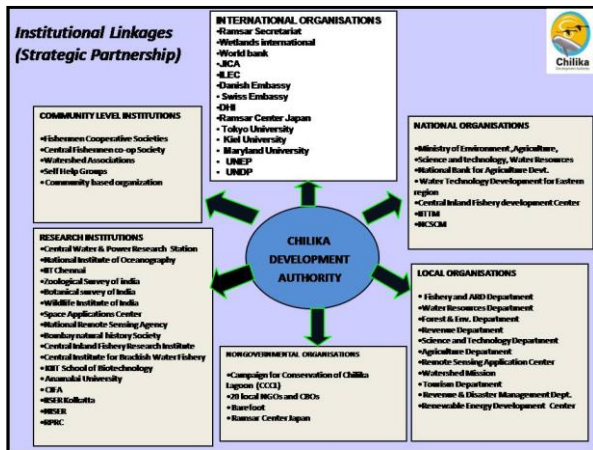 Institutional Linkages
(Strategic Partnership)
INTERNATIONAL ORGANISATIONS
•Ramsar Secretariat
•Wetlands international
•World bank
•JICA
•ILEC
•Danish Embassy
• Swiss Embassy
•DHI
•Ramsar Center Japan
• Tokyo University
• Kiel University
•Maryland University
• UNEP
• UNDP
Chilika
Development Authority
COMMUNITY LEVEL INSTITUTIONS
•Fishermen Cooperative Societies
•Central Fishermen co-op Society
•Watershed Associations
•Self Help Groups
•Community based organization
NATIONAL ORGANISATIONS
•Ministry of Environment ,Agriculture,
•Science and technology, Water Resources
•National Bank for Agriculture Devt.
• Water Technology Development for Eastern
region
•Central Inland Fishery development Center
•IITTM
•NCSCM
CHILIKA
DEVELOPMENT
AUTHORITY
RESEARCH INSTITUTIONS
•Central Water & Power Research Station
•National Institute of Oceanography
•IIT Chennai
•Zoological Survey of india
•Botanical survey of India
•Wildlife Institute of India
•Space Applications Center
•National Remote Sensing Agency
•Bombay natural history Society
•Central Inland Fishery Research Institute
•Central Institute for Brackish Water Fishery
• KIIT School of Biotechnology
•Anamalai University
• CIFA
•IISER Kolkatta
•NISER
•RPRC
LOCAL ORGANISATIONS
• Fishery and ARD Department
•Water Resources Department
•Forest & Env. Department
•Revenue Department
•Science and Technology Department
•Agriculture Department
•Remote Sensing Application Center
•Watershed Mission
•Tourism Department
•Revenue & Disaster Management Dept.
•Renewable Energy Development Center
NONGOVERNMENTAL ORGANISATIONS
•Campaign for Conservation of Chilika
Lagoon (CCCL)
•20 local NGOs and CBOs
•Barefoot
•Ramsar Center Japan